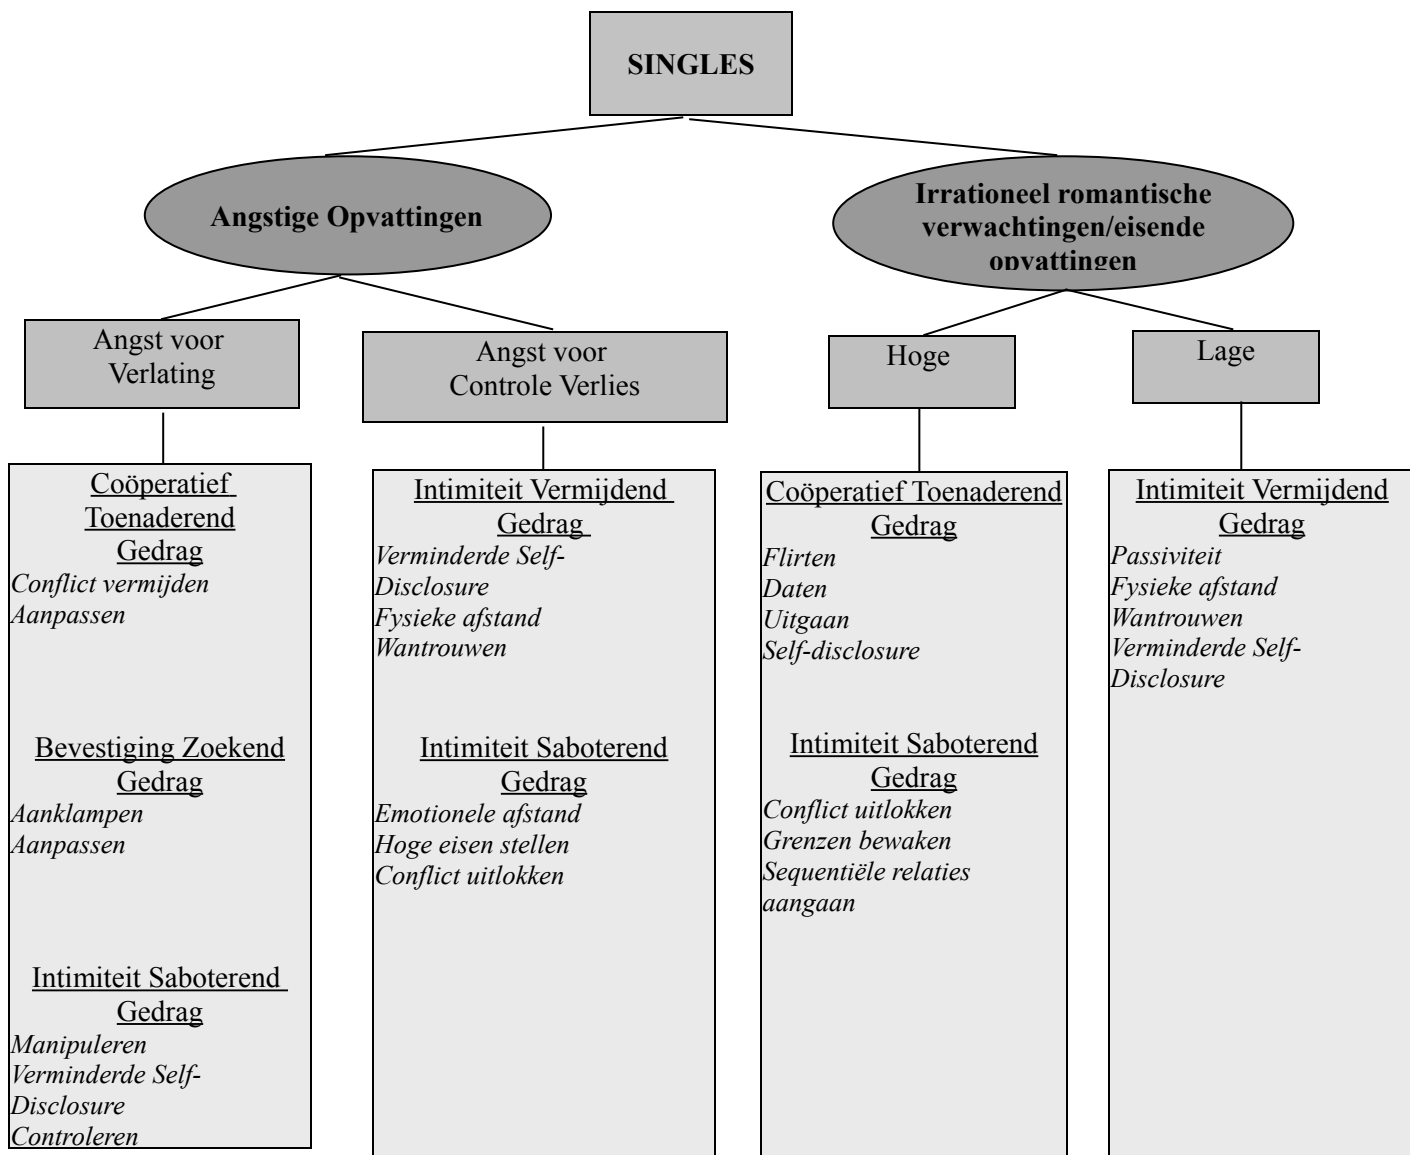 SINGLES
Angstige Opvattingen
Irrationeel romantische
verwachtingen/eisende
opvattingen
Angst voor
Verlating
Angst voor
Controle Verlies
Hoge
Lage
Coöperatief
Toenaderend
Gedrag
Conflict vermijden
Aanpassen
Bevestiging Zoekend
Gedrag
Aanklampen
Aanpassen
Intimiteit Saboterend
Gedrag
Manipuleren
Verminderde Self-
Disclosure
Controleren
Intimiteit Vermijdend
Gedrag
Verminderde Self-
Disclosure
Fysieke afstand
Wantrouwen
Intimiteit Saboterend
Gedrag
Emotionele afstand
Hoge eisen stellen
Conflict uitlokken
Coöperatief Toenaderend
Gedrag
Flirten
Daten
Uitgaan
Self-disclosure
Intimiteit Saboterend
Gedrag
Conflict uitlokken
Grenzen bewaken
Sequentiële relaties
aangaan
Intimiteit Vermijdend
Gedrag
Passiviteit
Fysieke afstand
Wantrouwen
Verminderde Self-
Disclosure